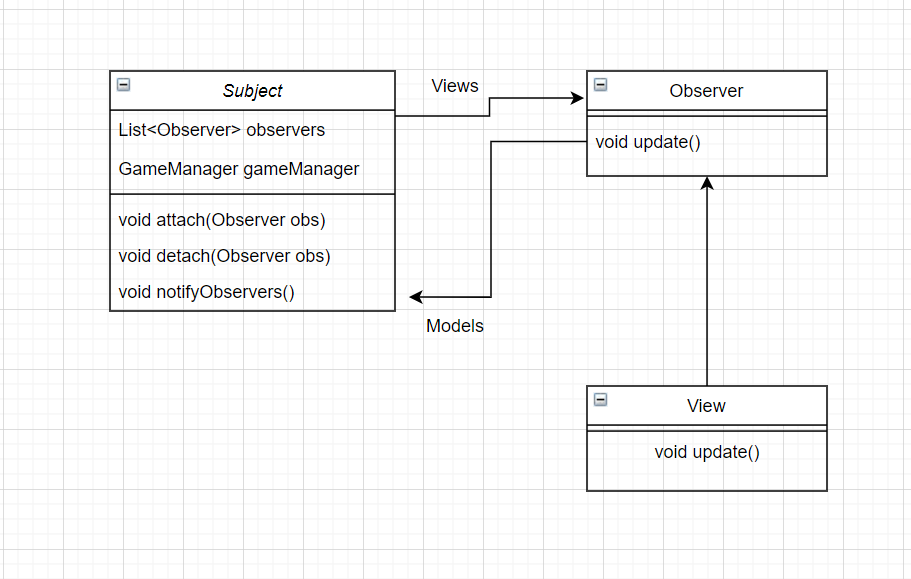 Subject
List<Observer> observers
GameManager gameManager
void attach(Observer obs)
void detach(Observer obs)
void notifyObservers()
Views
Models
Observer
void update()
View
void update()